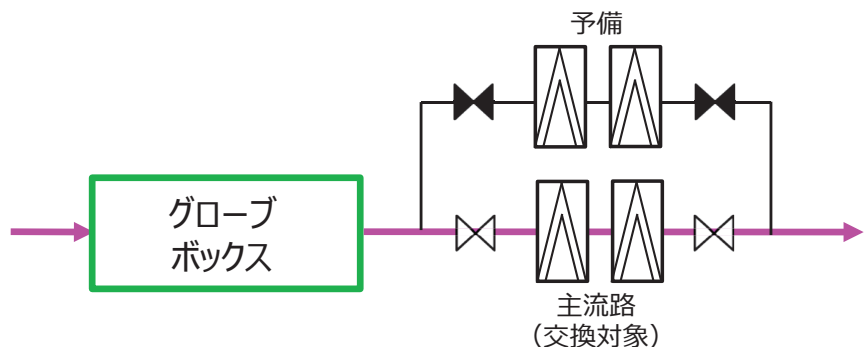 予備
グローブ
ボックス
主流路
（交換対象）